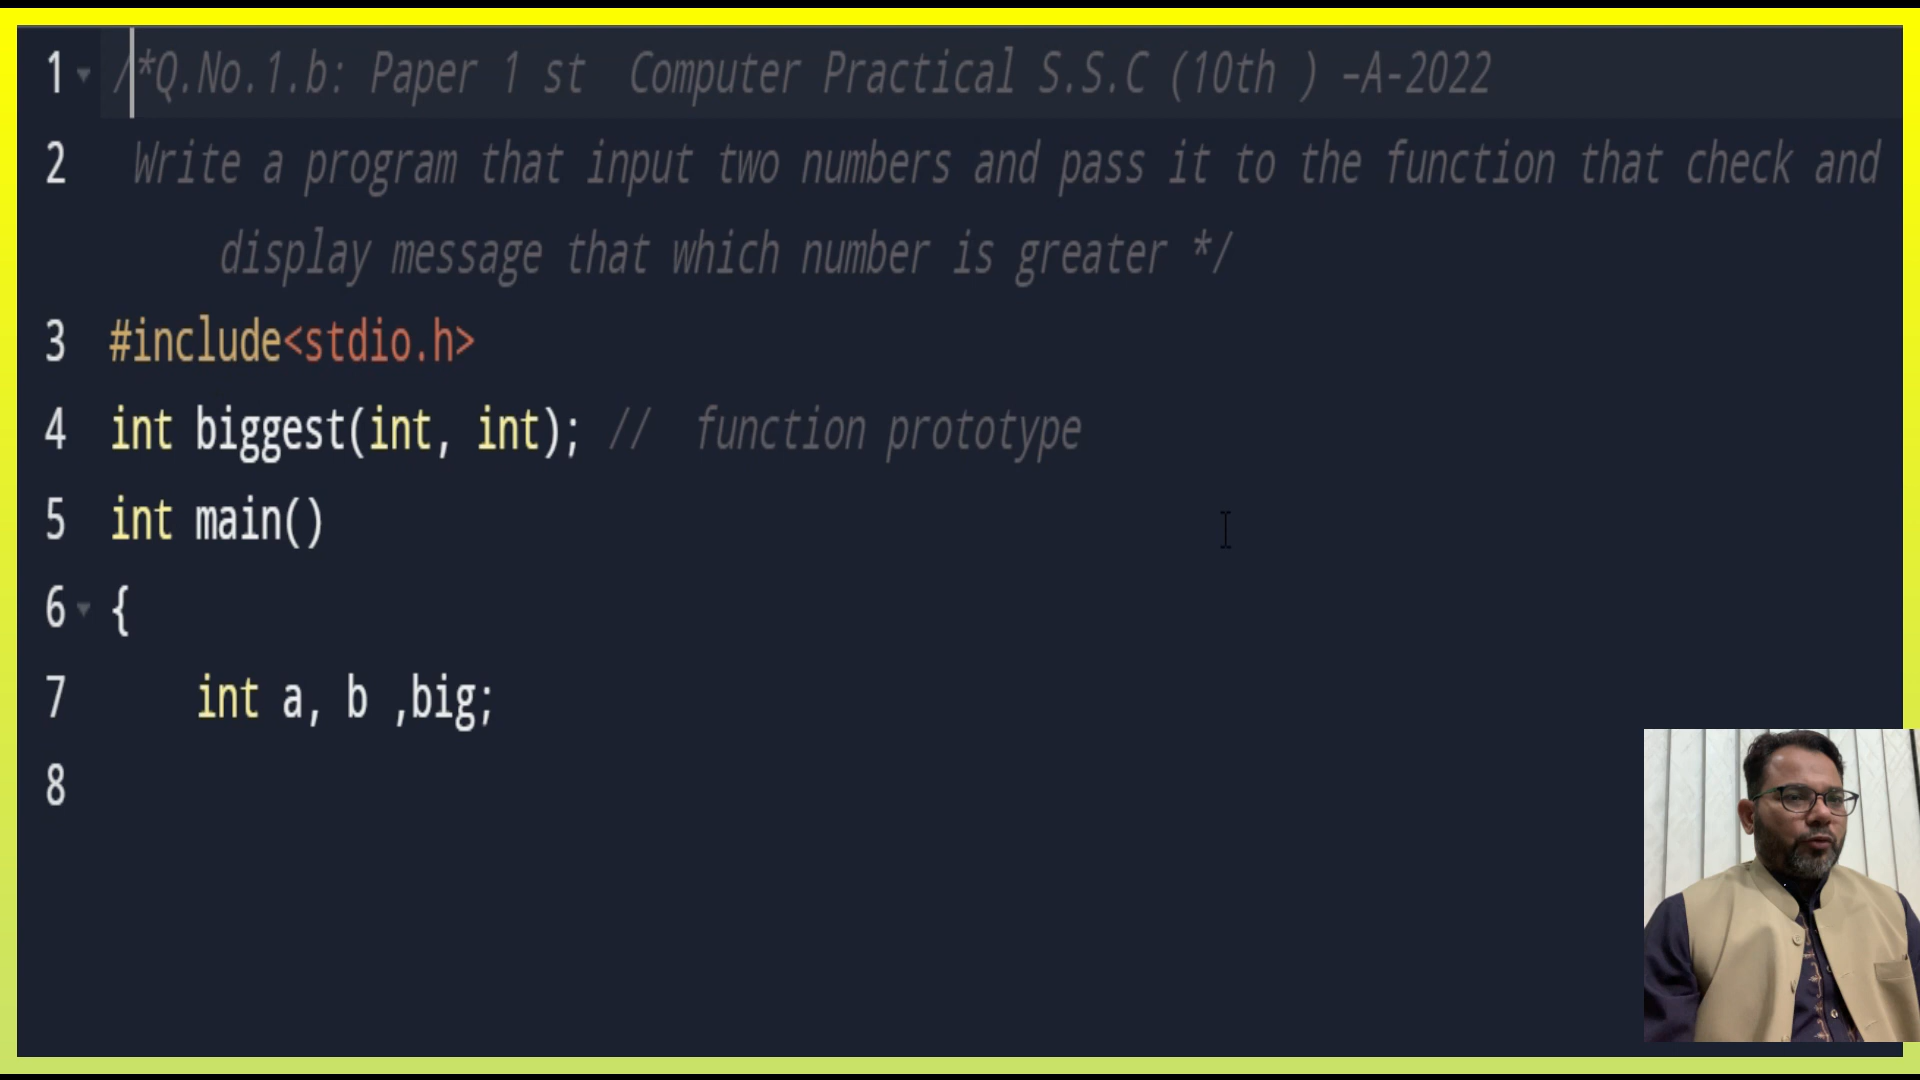 1 /*Q.No.1.b: Paper 1 st  Computer Practical S.S.C (10th ) –A-2022
2 Write a program that input two numbers and pass it to the function that check and
display message that which number is greater */
3 #include<stdio.h>
4 int biggest(int, int); //  function prototype
5 int main()
6 {
7     int a, b ,big;
8